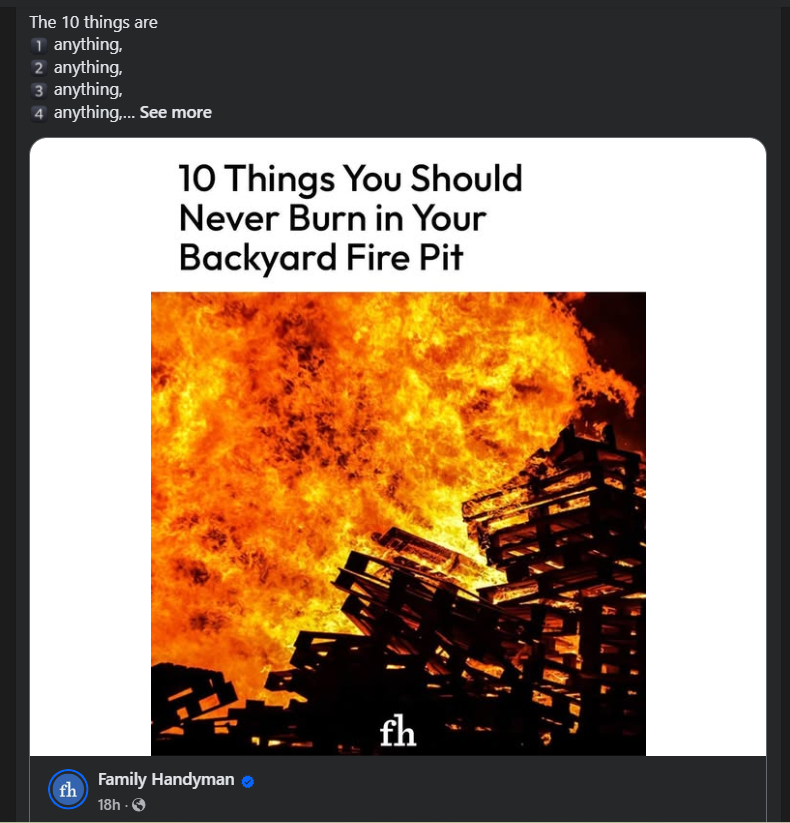 The 10 things are
1 anything,
2 anything,
3 anything,
4 anything,... See more
10 Things You Should
Never Burn in Your
Backyard Fire Pit
fh
fh
Family Handyman
18h ·